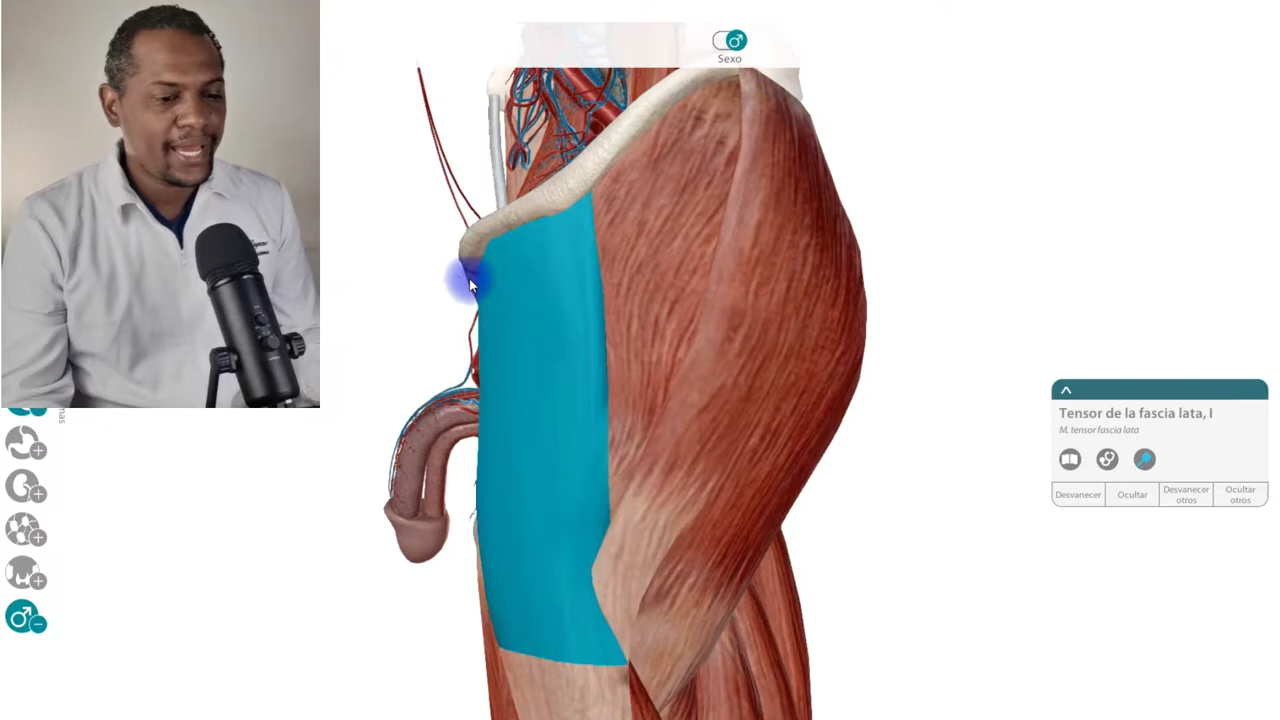 Sexo
Tensor de la fascia lata, I
M. tensor fascia lata
Desvanecer
Ocultar
Desvanecer
otros
Ocultar
otros